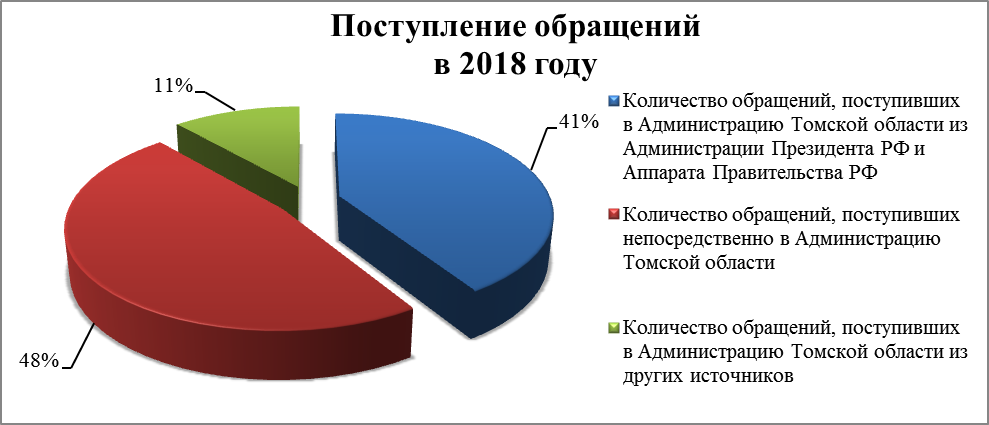 Поступление обращений
в 2018 году
11%
41%
48%
Количество обращений, поступивших
в Администрацию Томской области из
Администрации Президента РФ и
Аппарата Правительства РФ
Количество обращений, поступивших
непосредственно в Администрацию
Томской области
Количество обращений, поступивших
в Администрацию Томской области из
других источников